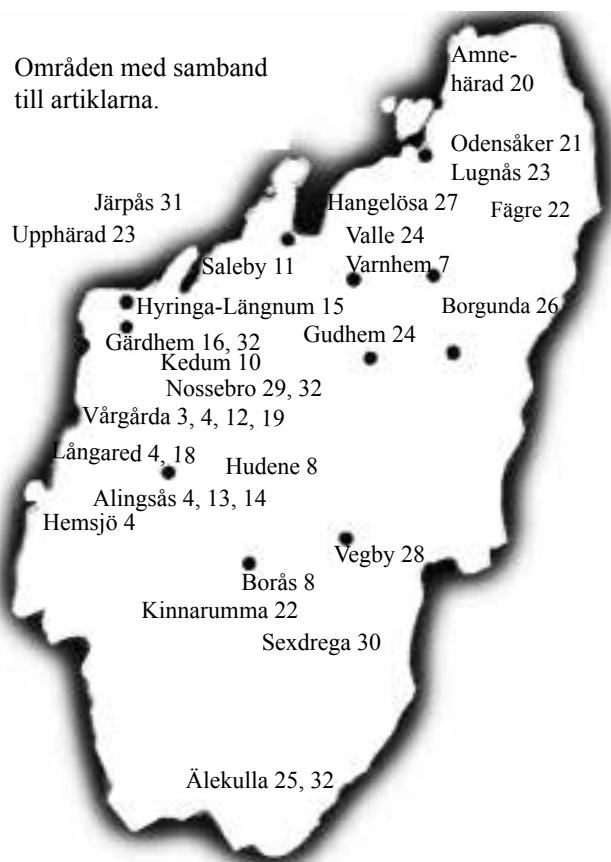 Områden med samband
till artiklarna.
Amne-
härad 20
Odensåker 21
Lugnås 23
Järpås 31
Hangelösa 27
Fägre 22
Upphärad 23
Valle 24
Saleby 11
Varnhem 7
Hyringa-Längnum 15
Borgunda 26
Gärdhem 16, 32
Gudhem 24
Kedum 10
Nossebro 29, 32
Vårgårda 3, 4, 12, 19
Långared 4, 18
Hudene 8
Alingsås 4, 13, 14
Hemsjö 4
Vegby 28
Borås 8
Kinnarumma 22
Sexdrega 30
Älekulla 25, 32